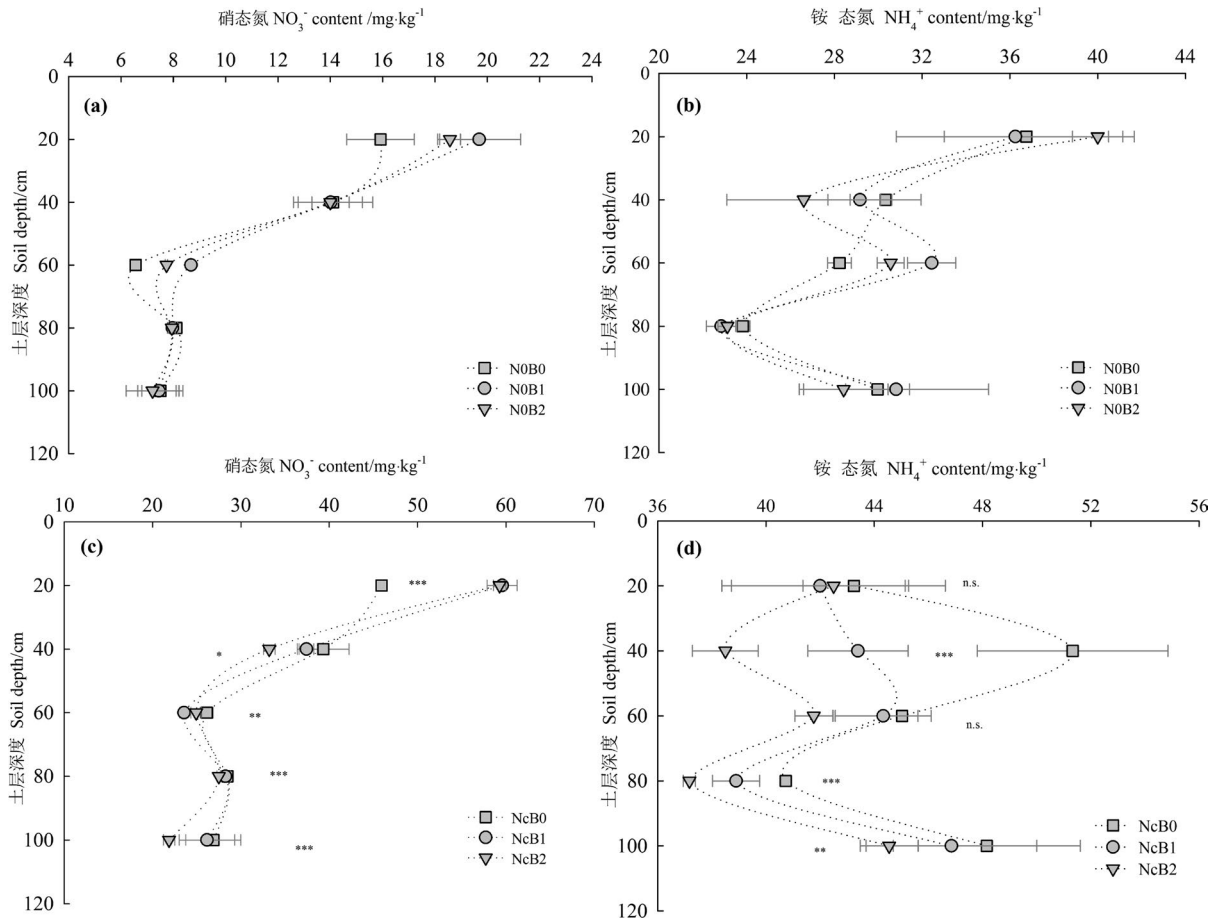 硝态氮 NO₃⁻ content /mg·kg⁻¹
4 6 8 10 12 14 16 18 20 22 24
0
20
40
60
80
100
120
(a)
土层深度 Soil depth/cm
N0B0
N0B1
N0B2
铵 态氮 NH₄⁺ content/mg·kg⁻¹
20 24 28 32 36 40 44
0
20
40
60
80
100
120
(b)
土层深度 Soil depth/cm
N0B0
N0B1
N0B2
硝态氮 NO₃⁻ content/mg·kg⁻¹
10 20 30 40 50 60 70
0
20
40
60
80
100
120
(c)
土层深度 Soil depth/cm
***
*
**
***
***
NcB0
NcB1
NcB2
铵 态氮 NH₄⁺ content/mg·kg⁻¹
36 40 44 48 52 56
0
20
40
60
80
100
120
(d)
土层深度 Soil depth/cm
n.s.
***
n.s.
***
**
NcB0
NcB1
NcB2